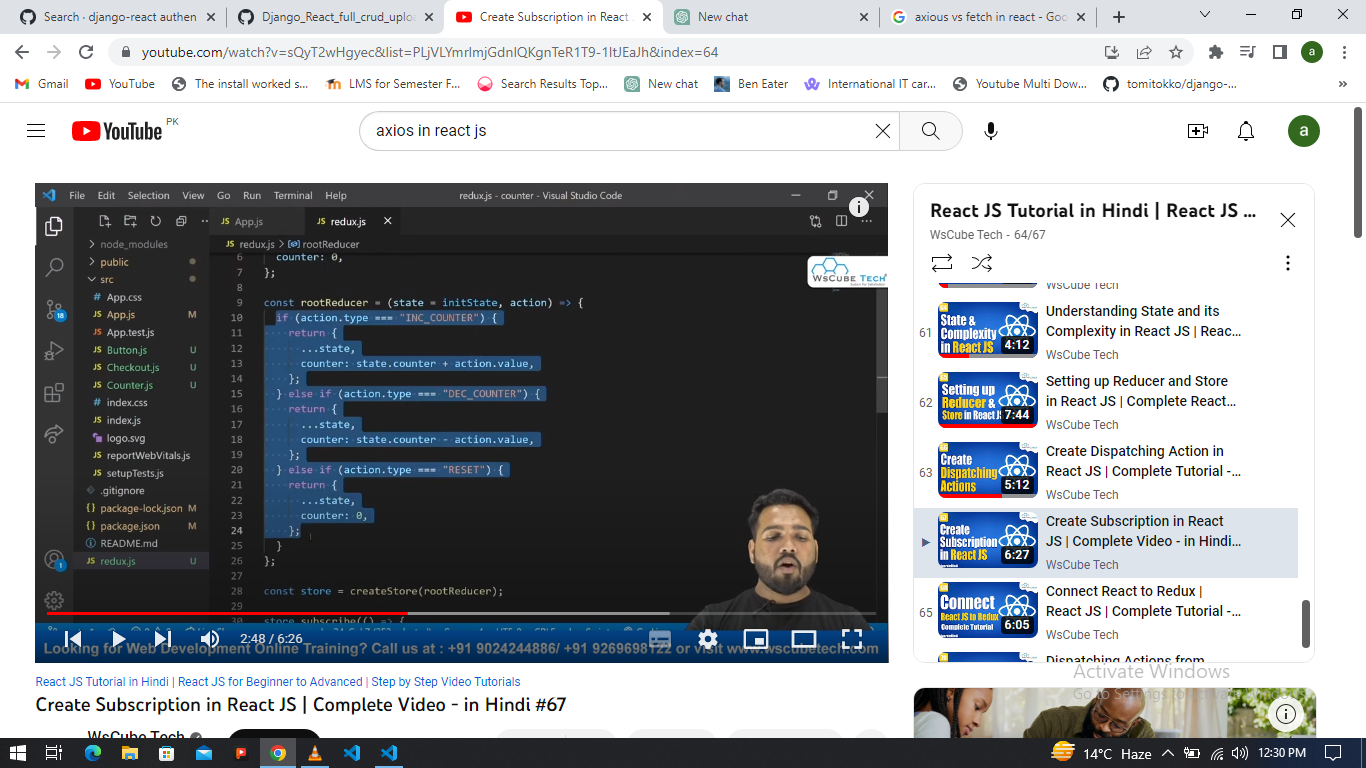 Search · django-react authen
Django_React_full_crud_uplo
Create Subscription in React
New chat
axious vs fetch in react - Goo
youtube.com/watch?v=sQyT2wHgyec&list=PLjVLYmrlmjGdnIQKgnTeR1T9-1ltJEaJh&index=64
a
Gmail
YouTube
The install worked s...
LMS for Semester F...
Search Results Top...
New chat
Ben Eater
International IT car...
Youtube Multi Dow...
tomitokko/django-...
»
YouTube PK
axios in react js
a
File Edit Selection View Go Run Terminal Help
redux.js - counter - Visual Studio Code
App.js
JS redux.js
JS redux.js > rootReducer
node_modules
public
src
# App.css
JS App.js M
JS App.test.js
JS Button.js U
JS Checkout.js U
JS Counter.js U
# index.css
JS index.js
logo.svg
JS reportWebVitals.js
JS setupTests.js
.gitignore
{} package-lock.json M
{} package.json M
README.md
JS redux.js U
18
1
WsCube Tech
6 counter: 0,
7 };
8
9 const rootReducer = (state = initState, action) => {
10 if (action.type === "INC_COUNTER") {
11 return {
12 ...state,
13 counter: state.counter + action.value,
14 };
15 } else if (action.type === "DEC_COUNTER") {
16 return {
17 ...state,
18 counter: state.counter - action.value,
19 };
20 } else if (action.type === "RESET") {
21 return {
22 ...state,
23 counter: 0,
24 };
25 }
26 };
27
28 const store = createStore(rootReducer);
29
30 store.subscribe(() => {
2:48 / 6:26
Looking for Web Development Online Training? Call us at : +91 9024244886/ +91 9269698122 or visit www.wscubetech.com
React JS Tutorial in Hindi | React JS for Beginner to Advanced | Step by Step Video Tutorials
Create Subscription in React JS | Complete Video - in Hindi #67
WsCube Tech
React JS Tutorial in Hindi | React JS ...
WsCube Tech - 64/67
WsCube Tech
61
State & Complexity in React JS
4:12
Understanding State and its
Complexity in React JS | Reac...
WsCube Tech
62
Setting up Reducer & Store in React JS
7:44
Setting up Reducer and Store
in React JS | Complete React...
WsCube Tech
63
Create Dispatching Actions
5:12
Create Dispatching Action in
React JS | Complete Tutorial -...
WsCube Tech
Create Subscription in React JS
6:27
Create Subscription in React
JS | Complete Video - in Hindi...
WsCube Tech
65
Connect React JS to Redux
Complete Tutorial
6:05
Connect React to Redux |
React JS | Complete Tutorial -...
WsCube Tech
Dispatching Actions from
Activate Windows
Go to Settings to activate Windows.
14°C Haze
12:30 PM